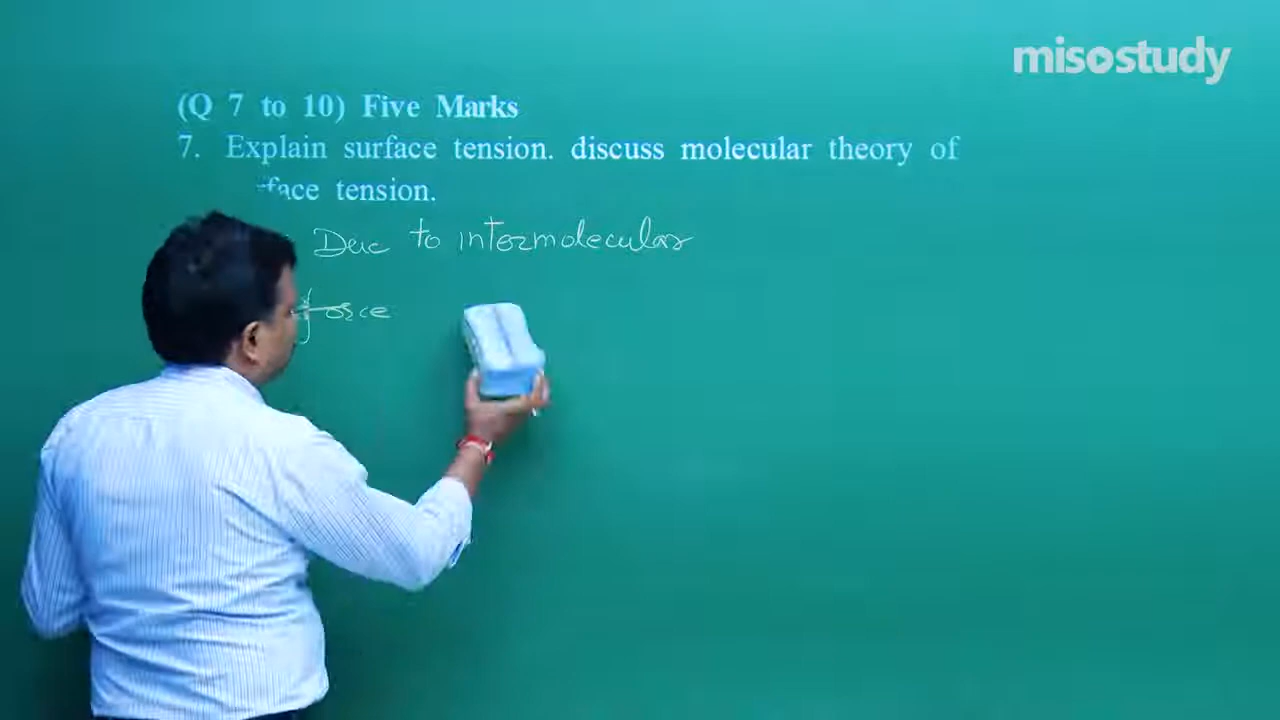 misostudy
(Q 7 to 10) Five Marks
7. Explain surface tension. discuss molecular theory of
tension.
Due to intermolecular
force